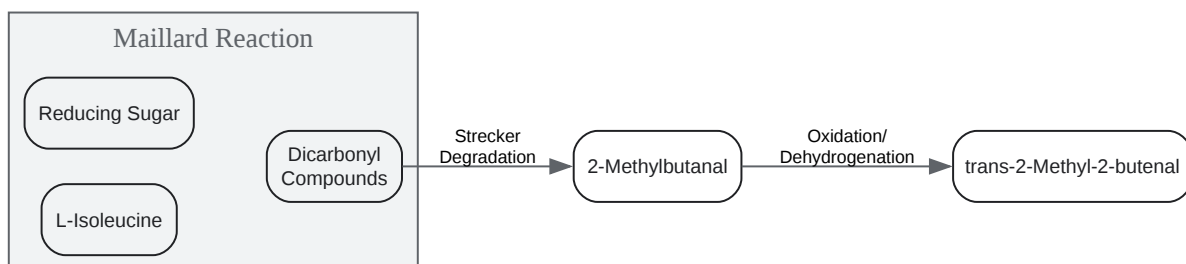 Maillard Reaction
Reducing Sugar
L-Isoleucine
Dicarbonyl
Compounds
Strecker
Degradation
2-Methylbutanal
Oxidation/
Dehydrogenation
trans-2-Methyl-2-butenal